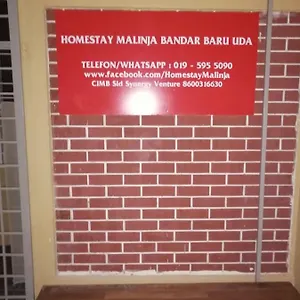 HOMESTAY MALINJA BANDAR BARU UDA
TELEFON/WHATSAPP : 019 - 595 5090
www.facebook.com/HomestayMalinja
CIMB Sid Synergy Venture 8600316630